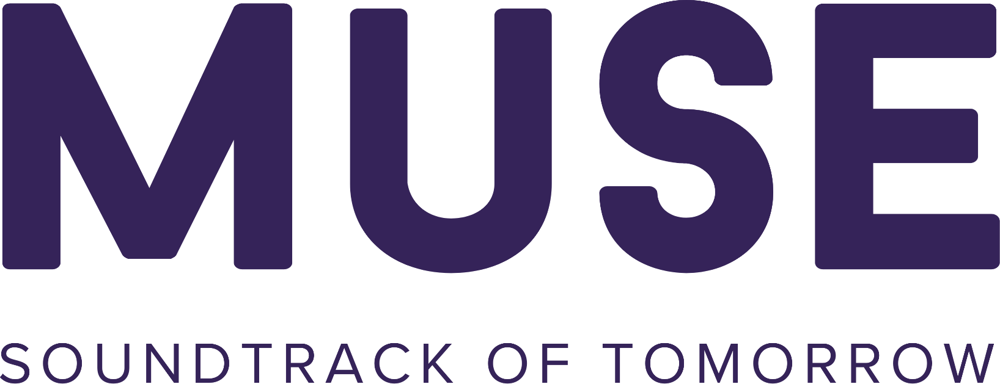 MUSE
SOUNDTRACK OF TOMORROW